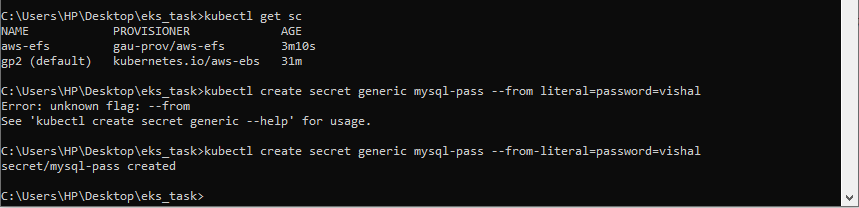 C:\Users\HP\Desktop\eks_task>kubectl get sc
NAME            PROVISIONER             AGE
aws-efs         gau-prov/aws-efs        3m10s
gp2 (default)   kubernetes.io/aws-ebs   31m
C:\Users\HP\Desktop\eks_task>kubectl create secret generic mysql-pass --from literal=password=vishal
Error: unknown flag: --from
See 'kubectl create secret generic --help' for usage.
C:\Users\HP\Desktop\eks_task>kubectl create secret generic mysql-pass --from-literal=password=vishal
secret/mysql-pass created
C:\Users\HP\Desktop\eks_task>